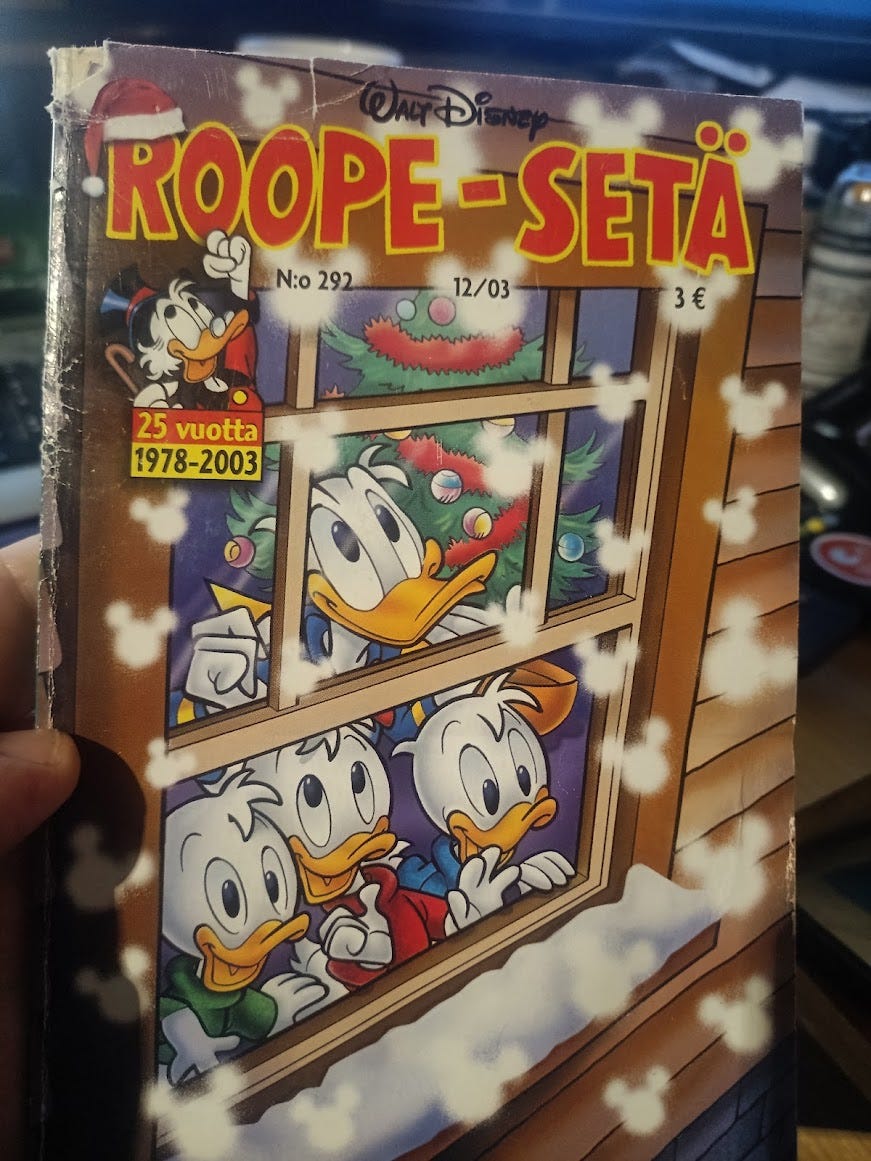 Walt Disney
ROOPE-SETÄ
N:o 292 12/03 3 €
25 vuotta
1978-2003